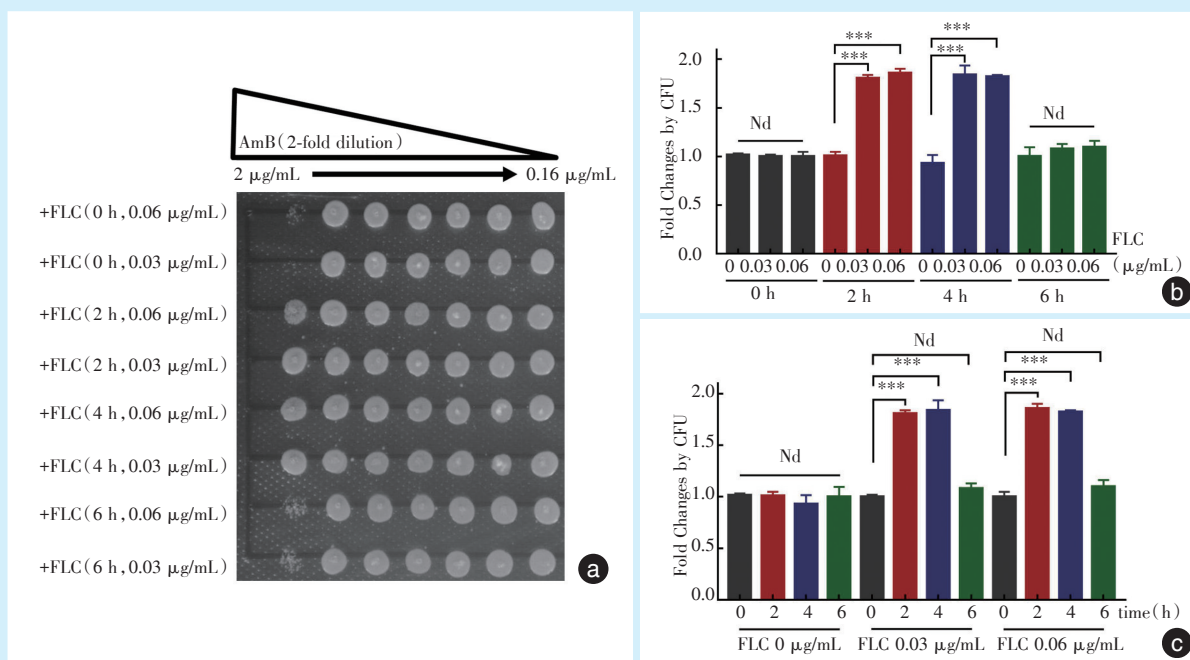 AmB(2-fold dilution)
2 μg/mL 0.16 μg/mL
+FLC(0 h,0.06 μg/mL)
+FLC(0 h,0.03 μg/mL)
+FLC(2 h,0.06 μg/mL)
+FLC(2 h,0.03 μg/mL)
+FLC(4 h,0.06 μg/mL)
+FLC(4 h,0.03 μg/mL)
+FLC(6 h,0.06 μg/mL)
+FLC(6 h,0.03 μg/mL)
a
Fold Changes by CFU
2.0
1.5
1.0
0.5
0.0
Nd
***
***
***
***
Nd
0 0.03 0.06 0 0.03 0.06 0 0.03 0.06 0 0.03 0.06
FLC
(μg/mL)
0 h 2 h 4 h 6 h
b
Fold Changes by CFU
2.0
1.5
1.0
0.5
0.0
Nd
Nd
***
***
Nd
***
***
0 2 4 6 0 2 4 6 0 2 4 6 time(h)
FLC 0 μg/mL FLC 0.03 μg/mL FLC 0.06 μg/mL
c